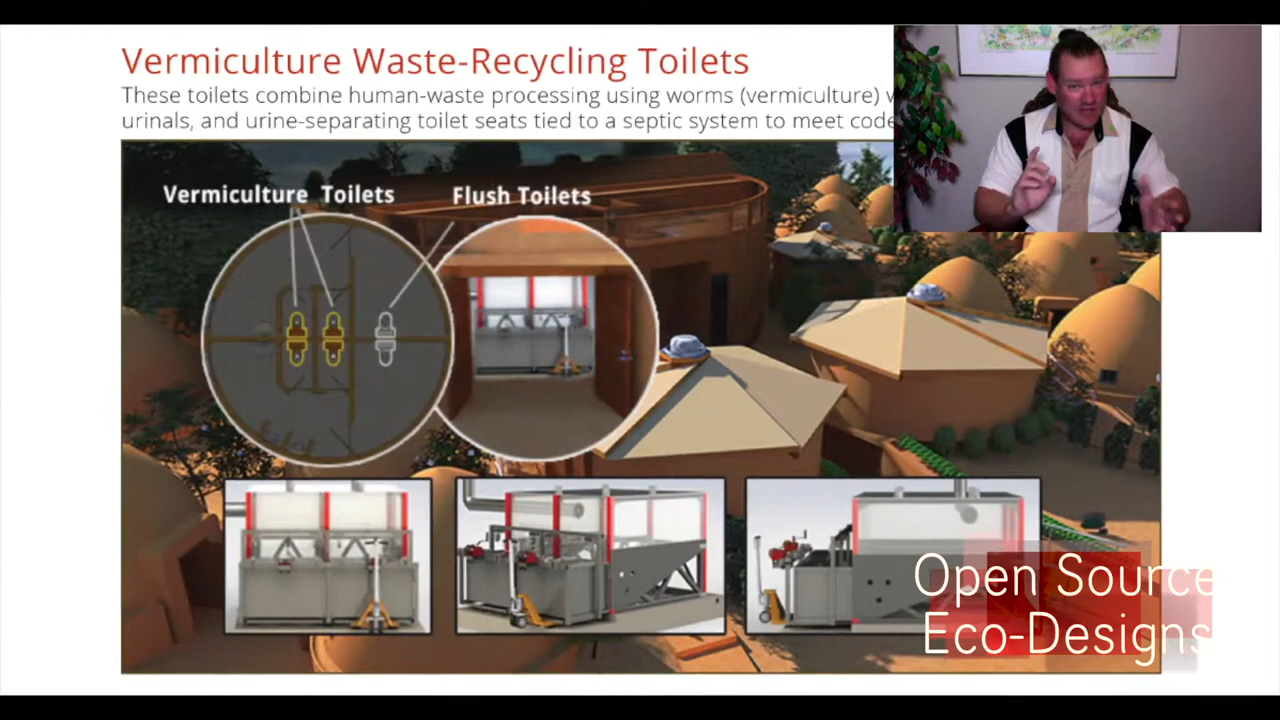 Vermiculture Waste-Recycling Toilets
These toilets combine human-waste processing using worms (vermiculture)
urinals, and urine-separating toilet seats tied to a septic system to meet code
Vermiculture Toilets
Flush Toilets
Open Source
Eco-Designs